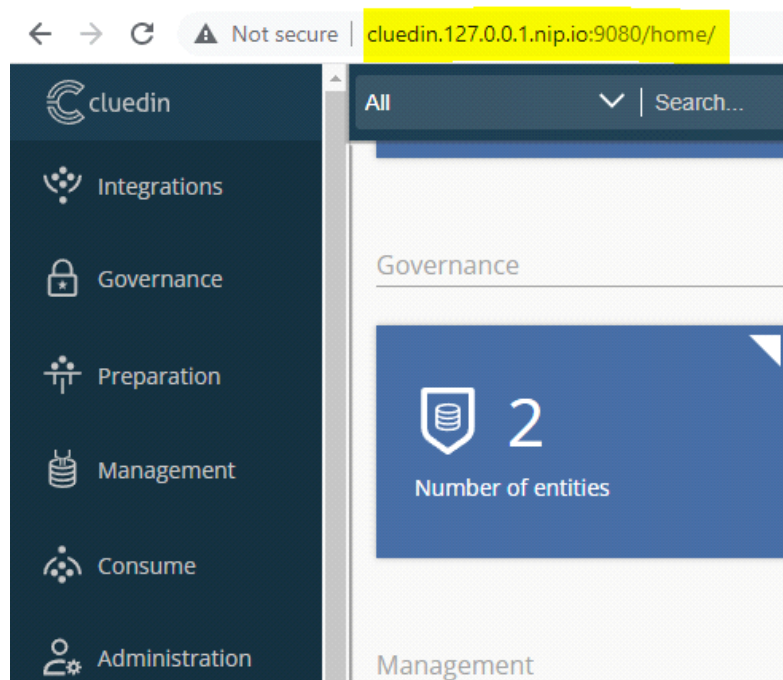 Not secure
cluedin.127.0.0.1.nip.io:9080/home/
cluedin
All
Search...
Integrations
Governance
Preparation
Management
Consume
Administration
Governance
2
Number of entities
Management